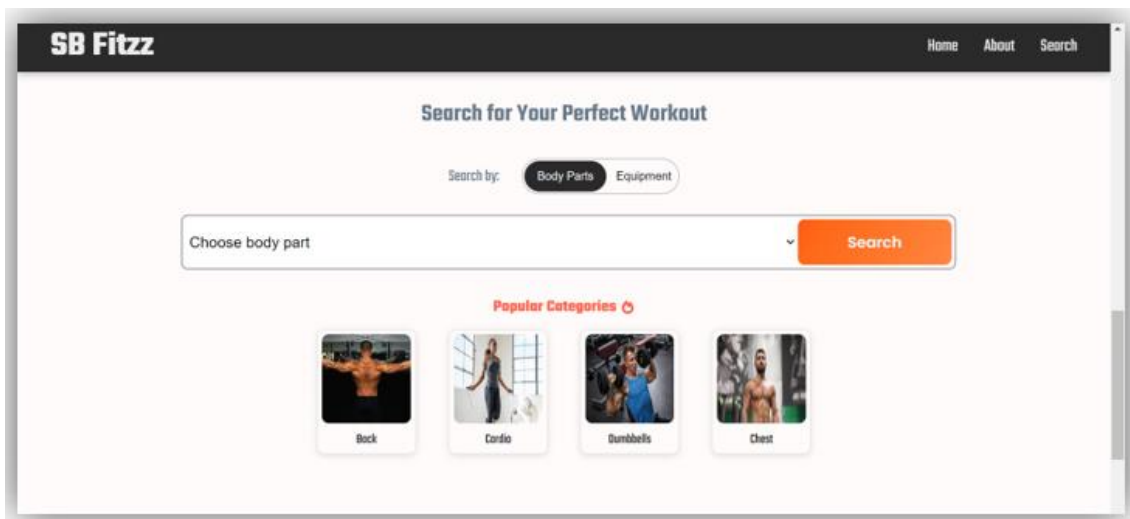 SB Fitzz
Home About Search
Search for Your Perfect Workout
Search by: Body Parts Equipment
Choose body part Search
Popular Categories
Back Cardio Dumbbells Chest